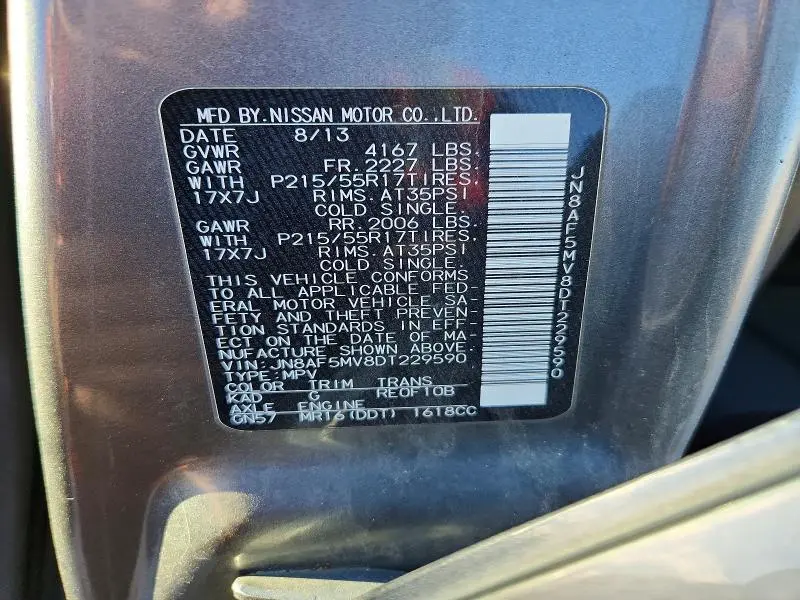 MFD BY.NISSAN MOTOR CO.,LTD.
DATE 8/13
GVWR 4167 LBS.
GAWR FR.2227 LBS.
WITH P215/55R17TIRES.
17X7J RIMS.AT35PSI
COLD SINGLE.
GAWR RR.2006 LBS.
WITH P215/55R17TIRES.
17X7J RIMS.AT35PSI
COLD SINGLE.
THIS VEHICLE CONFORMS
TO ALL APPLICABLE FED-
ERAL MOTOR VEHICLE SA-
FETY AND THEFT PREVEN-
TION STANDARDS IN EFF-
ECT ON THE DATE OF MA-
NUFACTURE SHOWN ABOVE.
VIN: JN8AF5MV8DT229590
TYPE:MPV
COLOR TRIM TRANS
KAD G RE0F10B
AXLE ENGINE
GN57 MR16(DDT) 1618CC
JN8AF5MV8DT229590